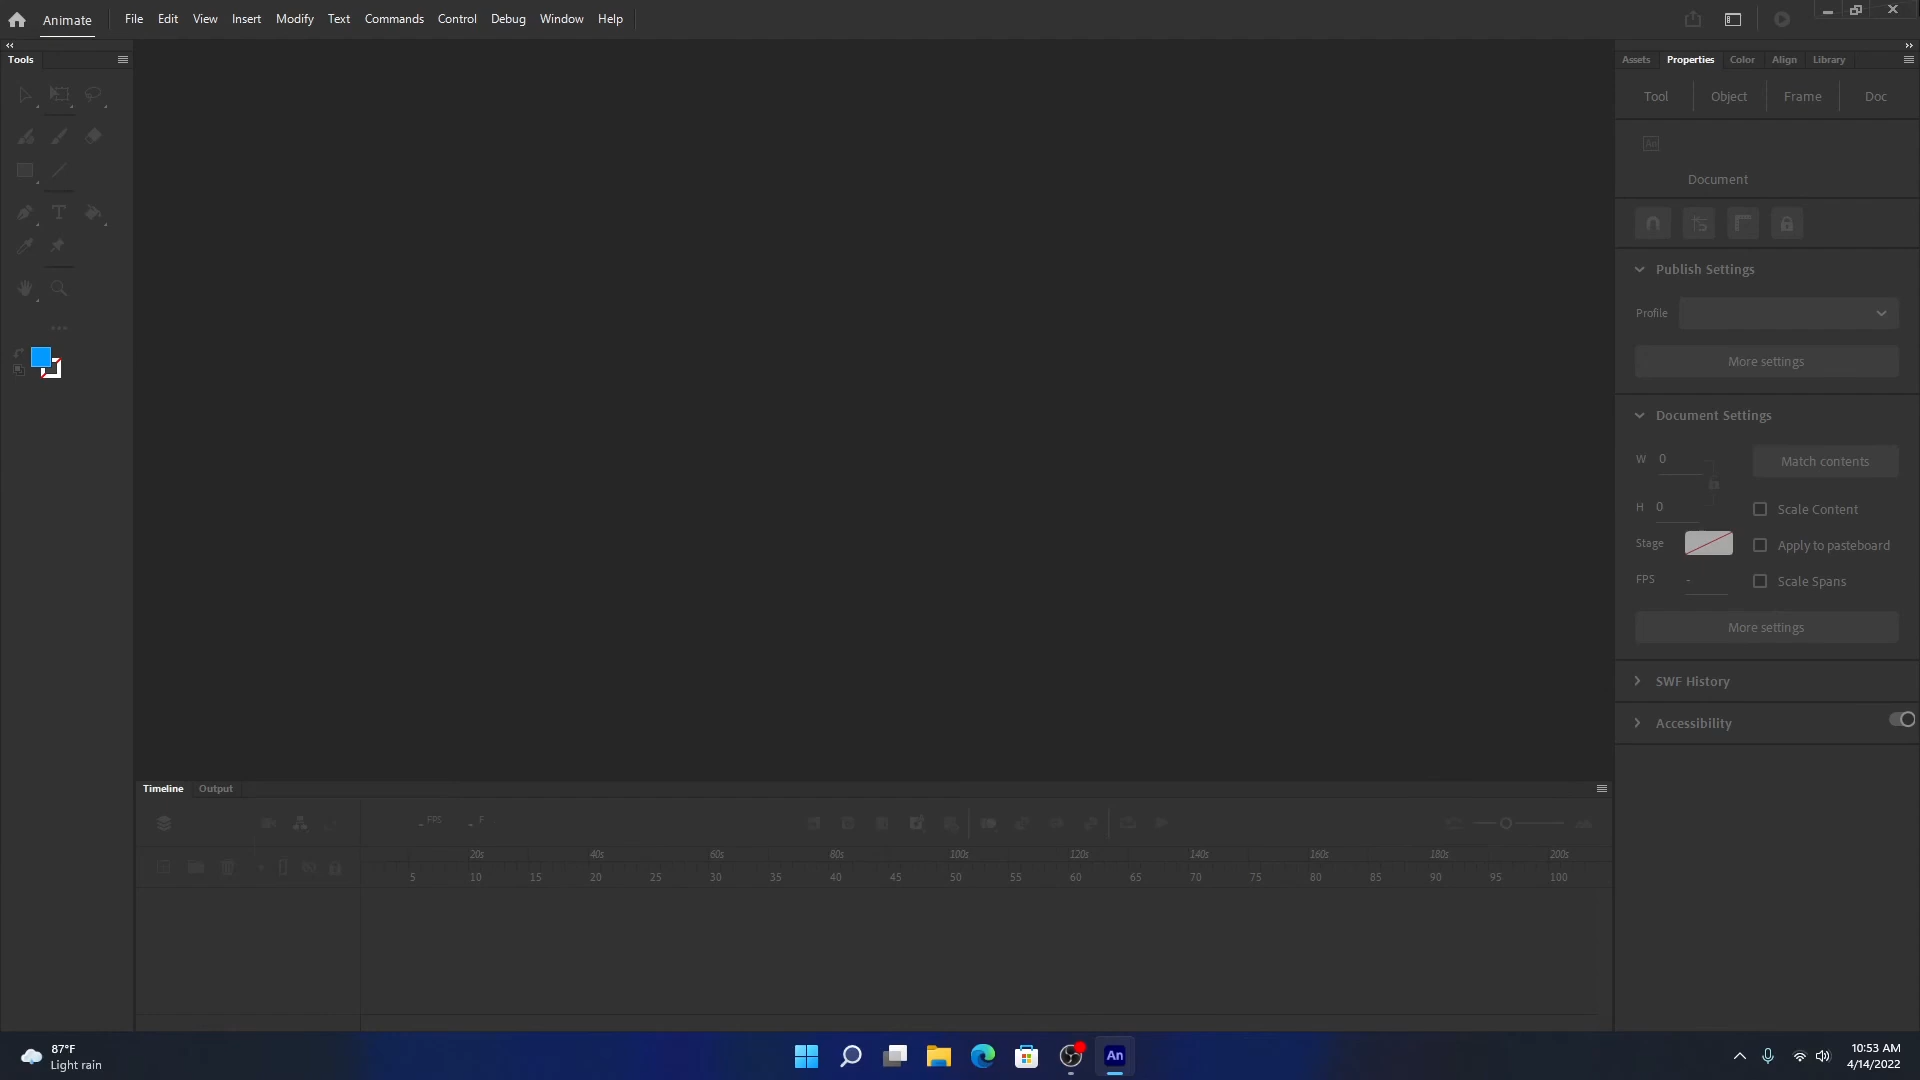 Animate File Edit View Insert Modify Text Commands Control Debug Window Help
Tools
Assets Properties Color Align Library
Tool Object Frame Doc
An
Document
Publish Settings
Profile
More settings
Document Settings
W 0 Match contents
H 0 Scale Content
Stage Apply to pasteboard
FPS - Scale Spans
More settings
SWF History
Accessibility
Timeline Output
- FPS - F
20s 40s 60s 80s 100s 120s 140s 160s 180s 200s
5 10 15 20 25 30 35 40 45 50 55 60 65 70 75 80 85 90 95 100
87°F
Light rain
An
10:53 AM
4/14/2022